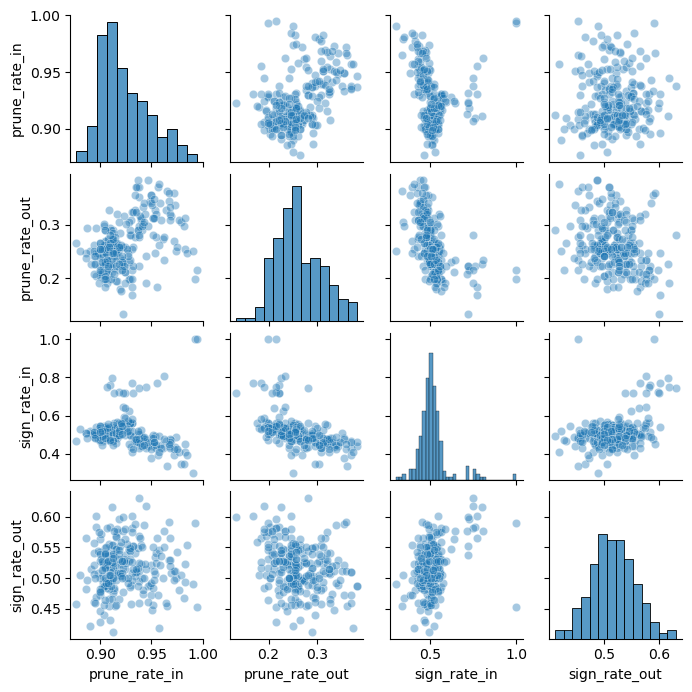 1.00
0.95
0.90
prune_rate_in
0.3
0.2
prune_rate_out
1.0
0.8
0.6
0.4
sign_rate_in
0.60
0.55
0.50
0.45
sign_rate_out
0.90 0.95 1.00 0.2 0.3 0.5 1.0 0.5 0.6
prune_rate_in prune_rate_out sign_rate_in sign_rate_out